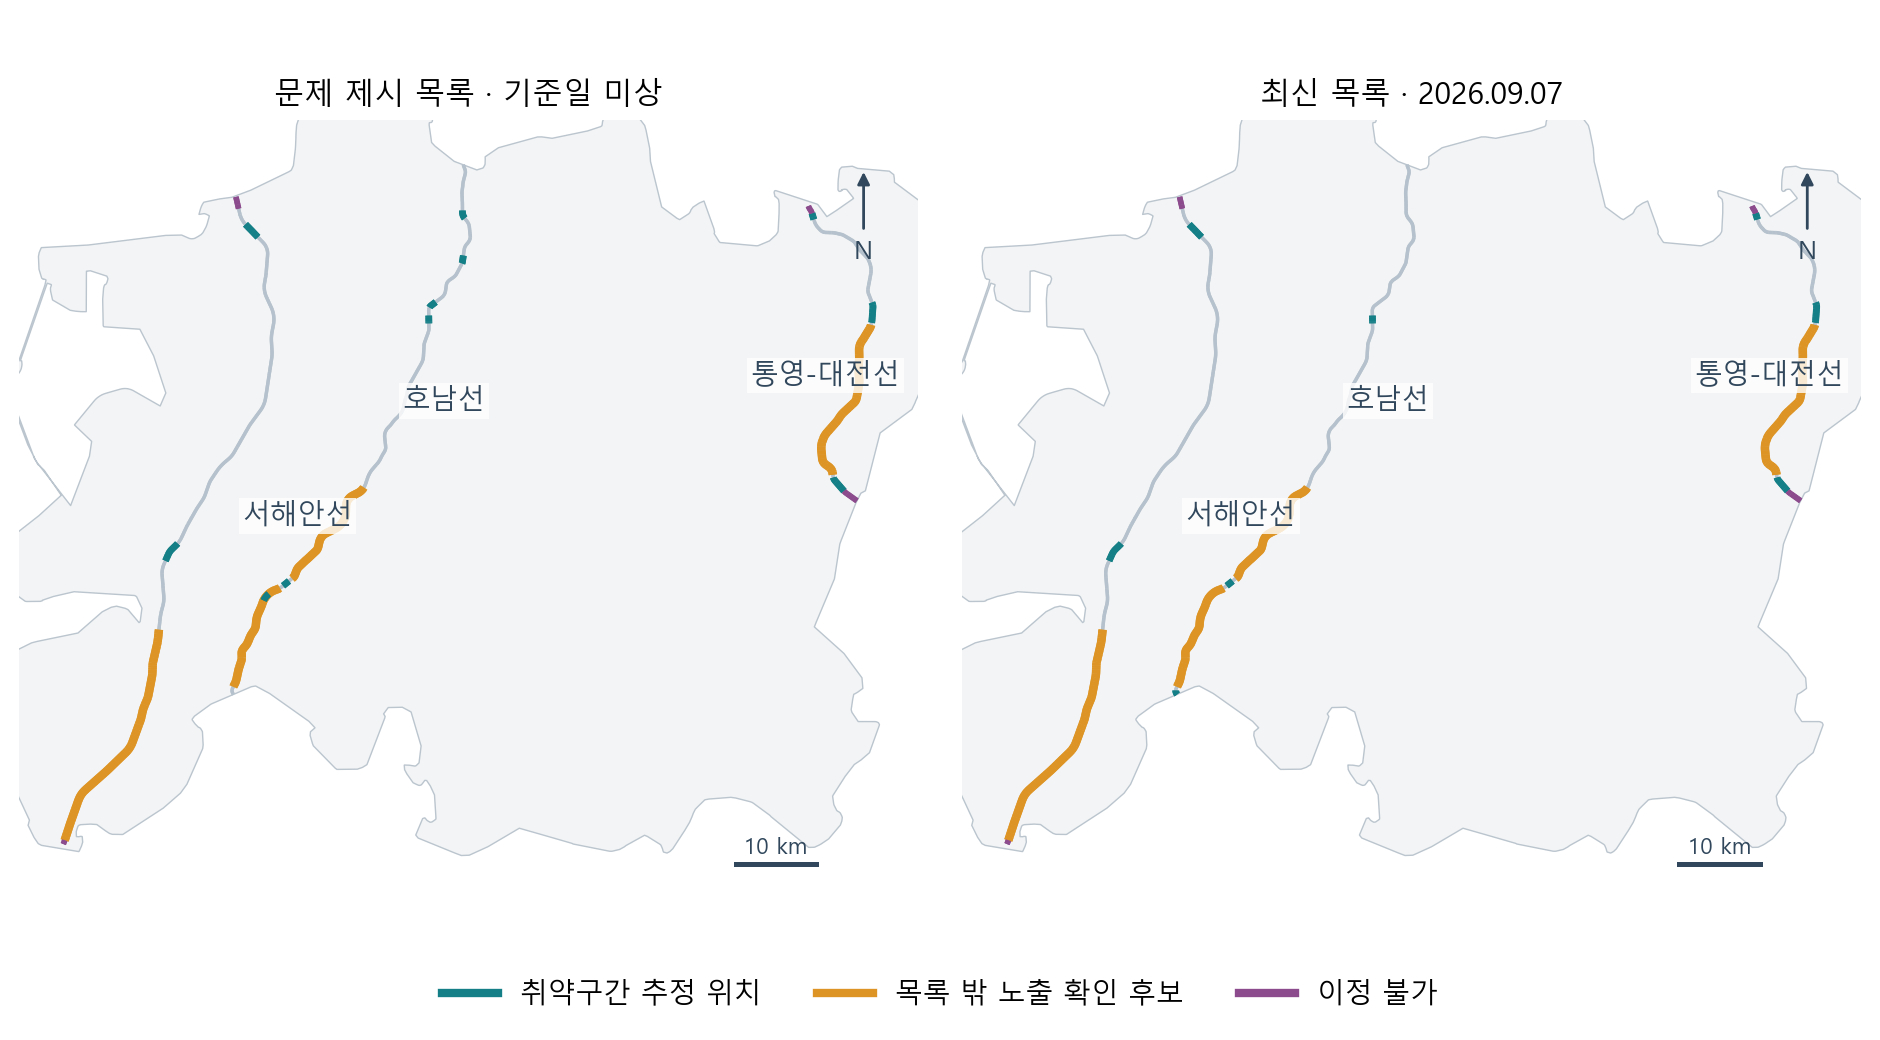 문제 제시 목록 · 기준일 미상
최신 목록 · 2026.09.07
N
통영-대전선
호남선
서해안선
10 km
N
통영-대전선
호남선
서해안선
10 km
취약구간 추정 위치
목록 밖 노출 확인 후보
이정 불가